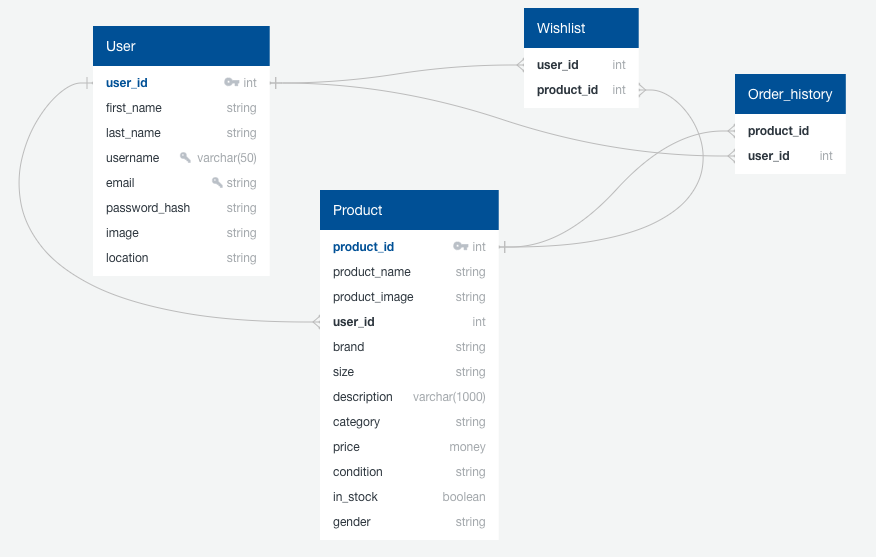 User
user_id int
first_name string
last_name string
username varchar(50)
email string
password_hash string
image string
location string
Wishlist
user_id int
product_id int
Order_history
product_id
user_id int
Product
product_id int
product_name string
product_image string
user_id int
brand string
size string
description varchar(1000)
category string
price money
condition string
in_stock boolean
gender string